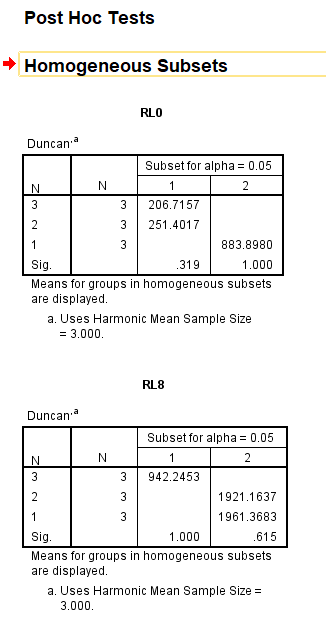 Post Hoc Tests
Homogeneous Subsets
RL0
Duncan,a
Subset for alpha = 0.05
N N 1 2
3 3 206.7157
2 3 251.4017
1 3 883.8980
Sig. .319 1.000
Means for groups in homogeneous subsets
are displayed.
a. Uses Harmonic Mean Sample Size
= 3.000.
RL8
Duncan,a
Subset for alpha = 0.05
N N 1 2
3 3 942.2453
2 3 1921.1637
1 3 1961.3683
Sig. 1.000 .615
Means for groups in homogeneous subsets
are displayed.
a. Uses Harmonic Mean Sample Size =
3.000.